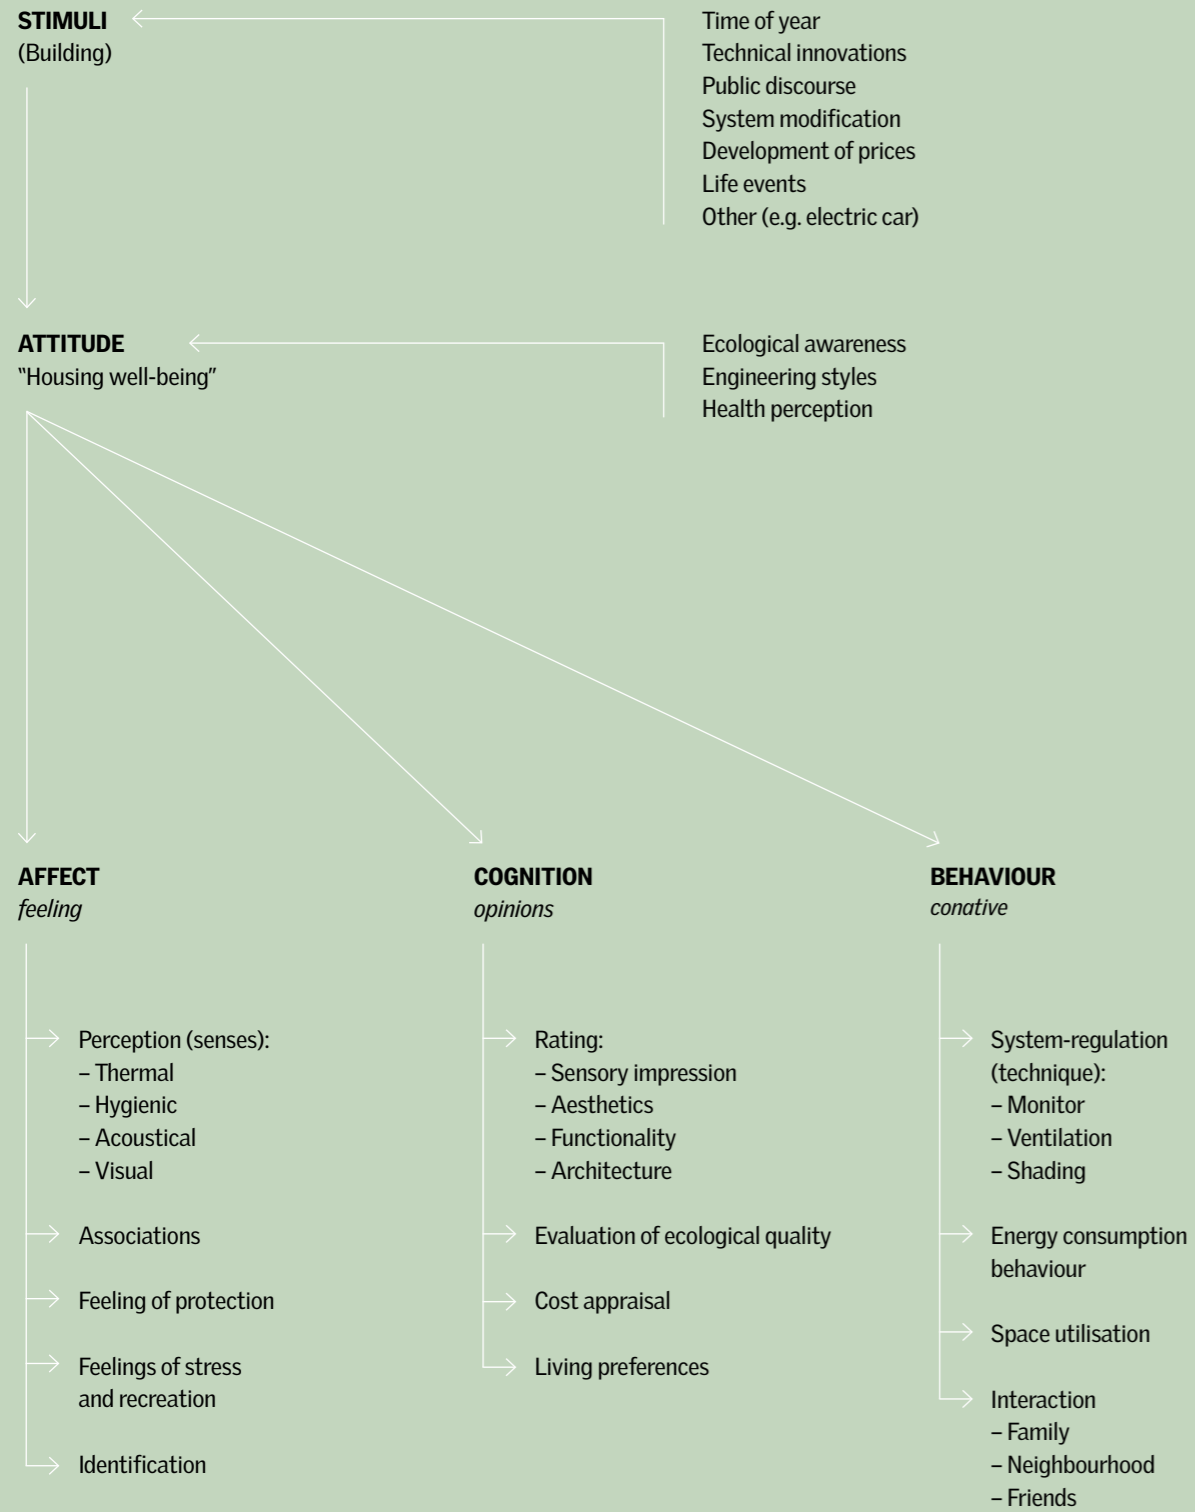 STIMULI
(Building)
Time of year
Technical innovations
Public discourse
System modification
Development of prices
Life events
Other (e.g. electric car)
ATTITUDE
“Housing well-being”
Ecological awareness
Engineering styles
Health perception
AFFECT
feeling
Perception (senses):
– Thermal
– Hygienic
– Acoustical
– Visual
Associations
Feeling of protection
Feelings of stress
and recreation
Identification
COGNITION
opinions
Rating:
– Sensory impression
– Aesthetics
– Functionality
– Architecture
Evaluation of ecological quality
Cost appraisal
Living preferences
BEHAVIOUR
conative
System-regulation
(technique):
– Monitor
– Ventilation
– Shading
Energy consumption
behaviour
Space utilisation
Interaction
– Family
– Neighbourhood
– Friends